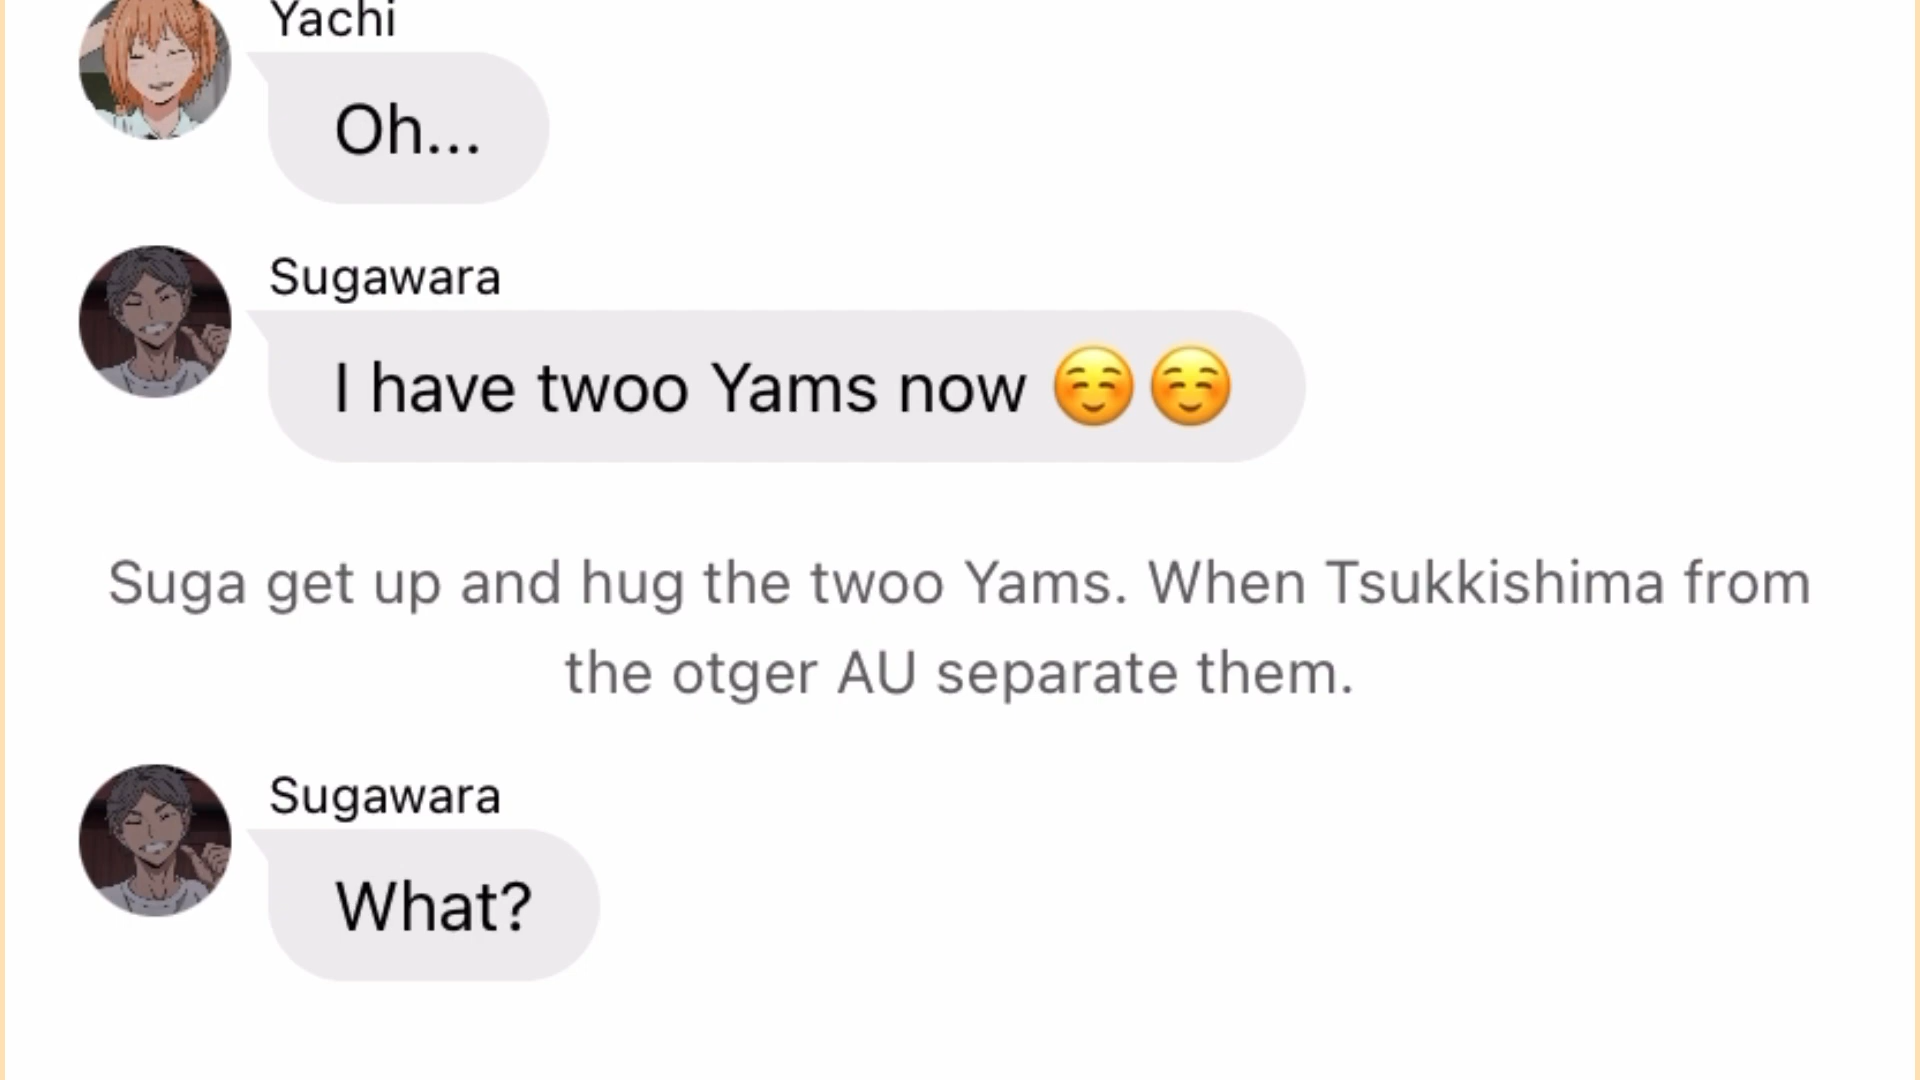 Yachi
Oh...
Sugawara
I have twoo Yams now ☺️☺️
Suga get up and hug the twoo Yams. When Tsukkishima from
the otger AU separate them.
Sugawara
What?